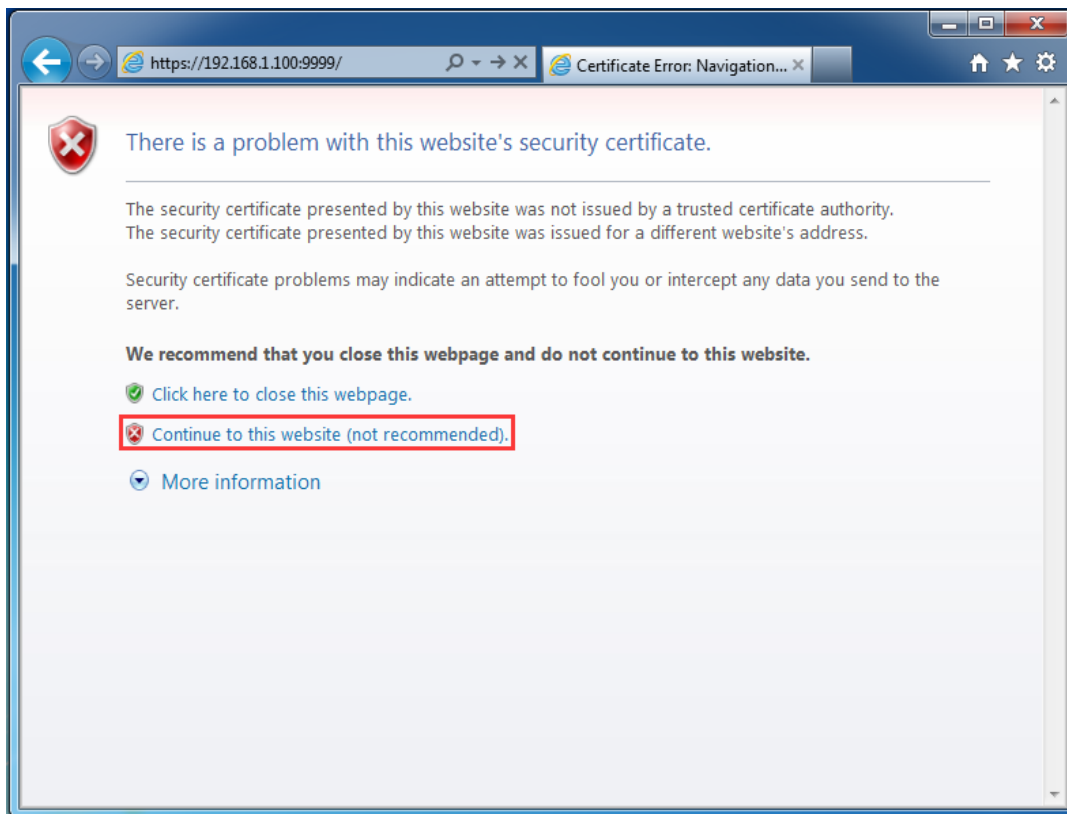 https://192.168.1.100:9999/
Certificate Error: Navigation...
There is a problem with this website's security certificate.
The security certificate presented by this website was not issued by a trusted certificate authority.
The security certificate presented by this website was issued for a different website's address.
Security certificate problems may indicate an attempt to fool you or intercept any data you send to the
server.
We recommend that you close this webpage and do not continue to this website.
Click here to close this webpage.
Continue to this website (not recommended).
More information